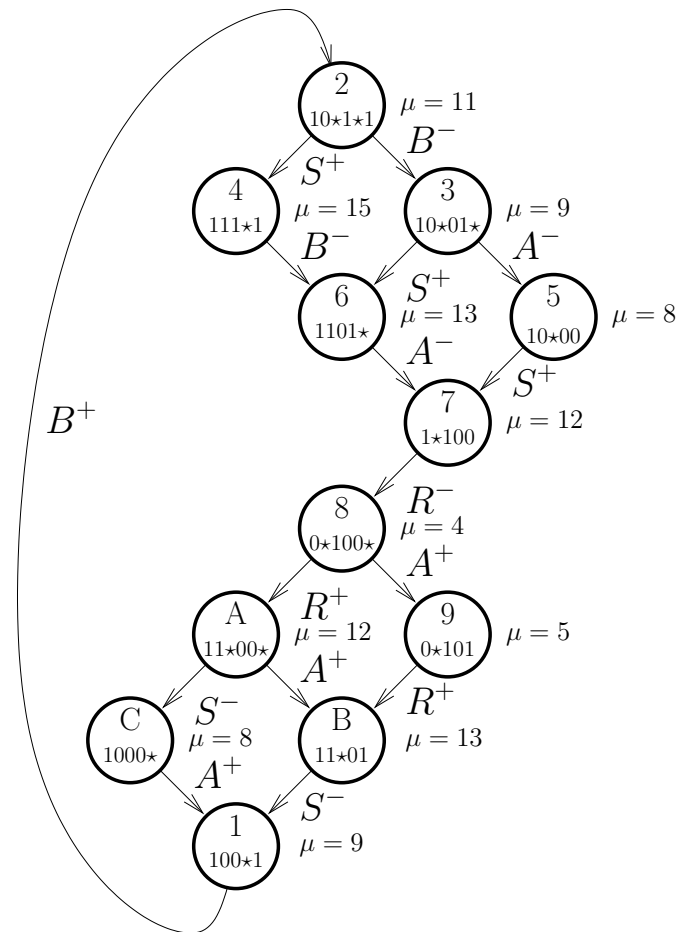 2
10⋆1⋆1
μ = 11
B⁻
S⁺
4
111⋆1
μ = 15
3
10⋆01⋆
μ = 9
B⁻
A⁻
6
1101⋆
S⁺
μ = 13
5
10⋆00
μ = 8
A⁻
S⁺
7
1⋆100
μ = 12
B⁺
R⁻
8
0⋆100⋆
μ = 4
A⁺
R⁺
A
11⋆00⋆
μ = 12
9
0⋆101
μ = 5
A⁺
R⁺
S⁻
C
1000⋆
μ = 8
B
11⋆01
μ = 13
A⁺
S⁻
1
100⋆1
μ = 9